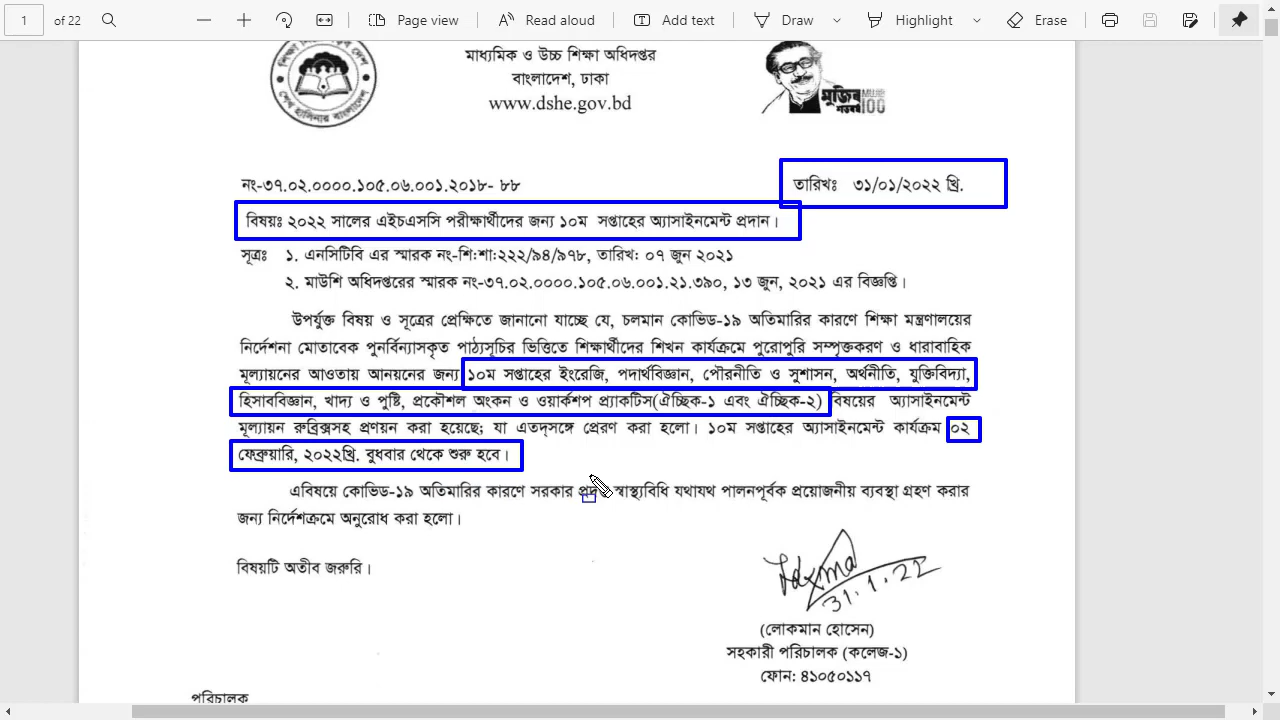 1 of 22 Page view Read aloud Add text Draw Highlight Erase
মাধ্যমিক ও উচ্চ শিক্ষা অধিদপ্তর
বাংলাদেশ, ঢাকা
www.dshe.gov.bd
মুজিব শতবর্ষ 100
নং-৩৭.০২.০০০০.১০৫.০৬.০০১.২০১৮- ৮৮ তারিখঃ ৩১/০১/২০২২ খ্রি.
বিষয়ঃ ২০২২ সালের এইচএসসি পরীক্ষার্থীদের জন্য ১০ম সপ্তাহের অ্যাসাইনমেন্ট প্রদান।
সূত্রঃ ১. এনসিটিবি এর স্মারক নং-শি:শা:২২২/৯৪/৯৭৮, তারিখ: ০৭ জুন ২০২১
২. মাউশি অধিদপ্তরের স্মারক নং-৩৭.০২.০০০০.১০৫.০৬.০০১.২১.৩৯০, ১৩ জুন, ২০২১ এর বিজ্ঞপ্তি।
উপর্যুক্ত বিষয় ও সূত্রের প্রেক্ষিতে জানানো যাচ্ছে যে, চলমান কোভিড-১৯ অতিমারির কারণে শিক্ষা মন্ত্রণালয়ের
নির্দেশনা মোতাবেক পুনর্বিন্যাসকৃত পাঠ্যসূচির ভিত্তিতে শিক্ষার্থীদের শিখন কার্যক্রমে পুরোপুরি সম্পৃক্তকরণ ও ধারাবাহিক
মূল্যায়নের আওতায় আনয়নের জন্য ১০ম সপ্তাহের ইংরেজি, পদার্থবিজ্ঞান, পৌরনীতি ও সুশাসন, অর্থনীতি, যুক্তিবিদ্যা,
হিসাববিজ্ঞান, খাদ্য ও পুষ্টি, প্রকৌশল অংকন ও ওয়ার্কশপ প্র্যাকটিস(ঐচ্ছিক-১ এবং ঐচ্ছিক-২) বিষয়ের অ্যাসাইনমেন্ট
মূল্যায়ন রুব্রিক্সসহ প্রণয়ন করা হয়েছে; যা এতদ্‌সঙ্গে প্রেরণ করা হলো। ১০ম সপ্তাহের অ্যাসাইনমেন্ট কার্যক্রম ০২
ফেব্রুয়ারি, ২০২২খ্রি. বুধবার থেকে শুরু হবে।
এবিষয়ে কোভিড-১৯ অতিমারির কারণে সরকার স্বাস্থ্যবিধি যথাযথ পালনপূর্বক প্রয়োজনীয় ব্যবস্থা গ্রহণ করার
জন্য নির্দেশক্রমে অনুরোধ করা হলো।
বিষয়টি অতীব জরুরি।
31.1.22
(লোকমান হোসেন)
সহকারী পরিচালক (কলেজ-১)
ফোন: ৪১০৫০১১৭
পরিচালক